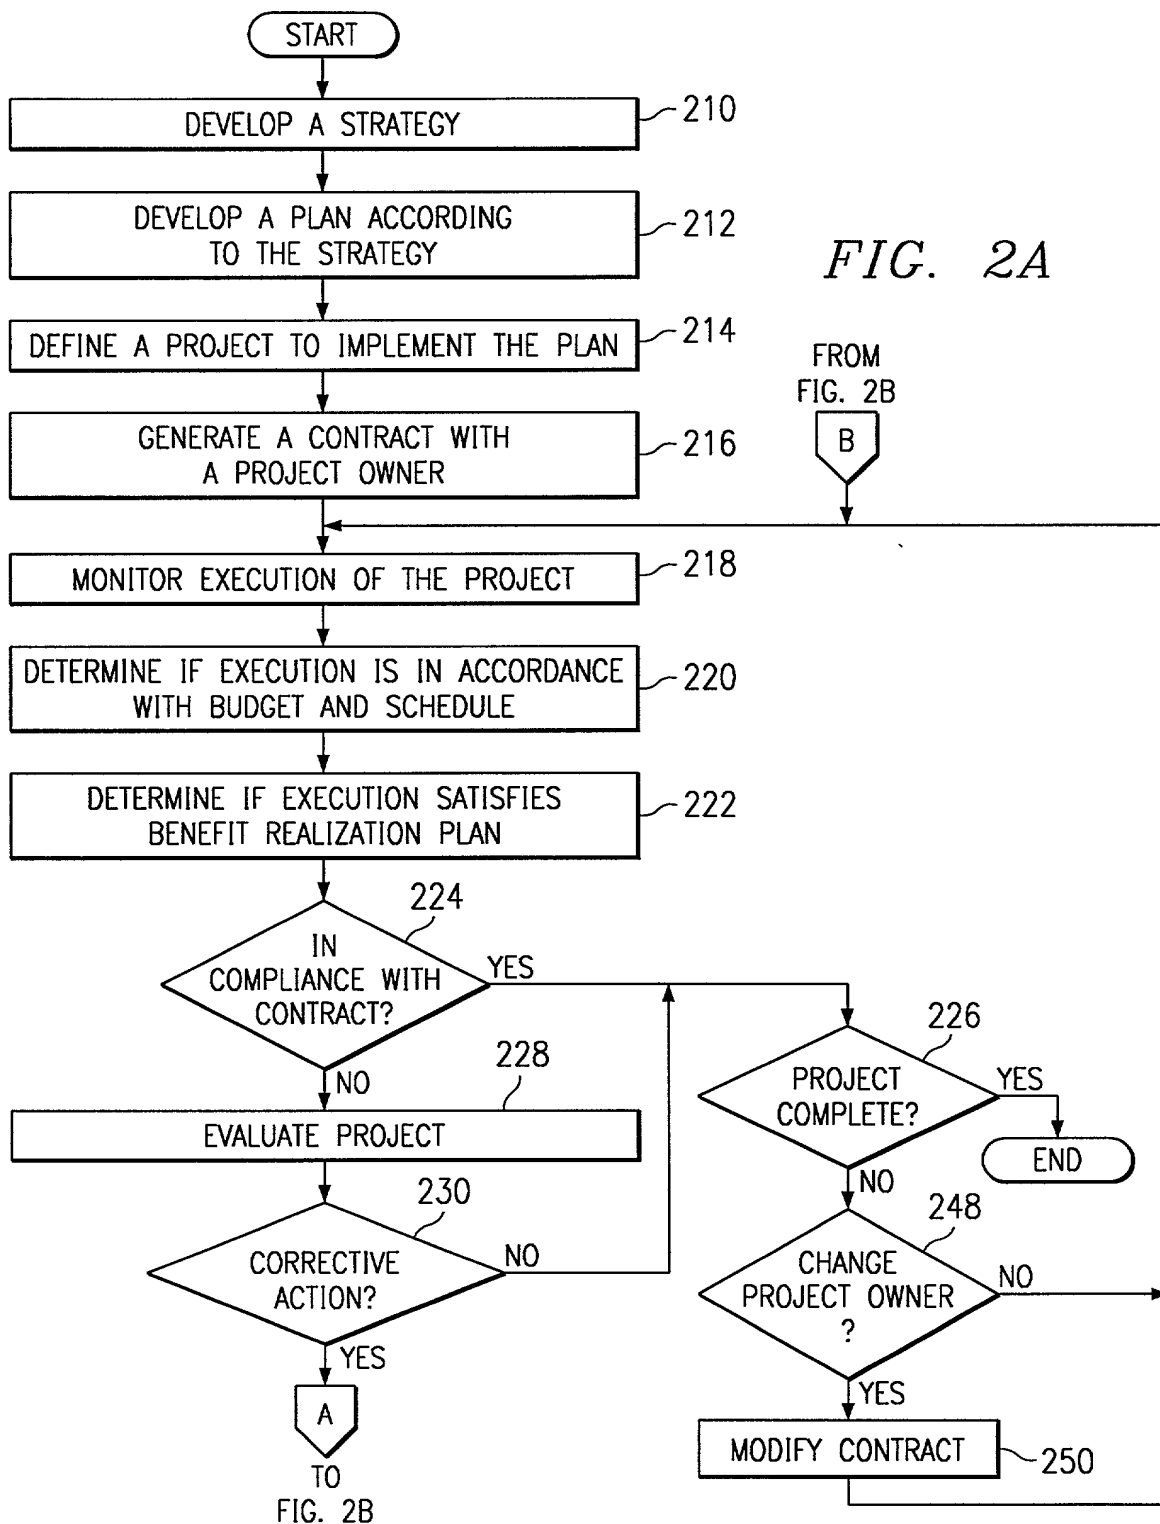 START
DEVELOP A STRATEGY
210
DEVELOP A PLAN ACCORDING
TO THE STRATEGY
212
FIG. 2A
DEFINE A PROJECT TO IMPLEMENT THE PLAN
214
FROM
FIG. 2B
B
GENERATE A CONTRACT WITH
A PROJECT OWNER
216
MONITOR EXECUTION OF THE PROJECT
218
DETERMINE IF EXECUTION IS IN ACCORDANCE
WITH BUDGET AND SCHEDULE
220
DETERMINE IF EXECUTION SATISFIES
BENEFIT REALIZATION PLAN
222
224
IN
COMPLIANCE WITH
CONTRACT?
YES
NO
226
PROJECT
COMPLETE?
YES
END
NO
228
EVALUATE PROJECT
230
CORRECTIVE
ACTION?
NO
YES
A
TO
FIG. 2B
248
CHANGE
PROJECT OWNER
?
NO
YES
MODIFY CONTRACT
250